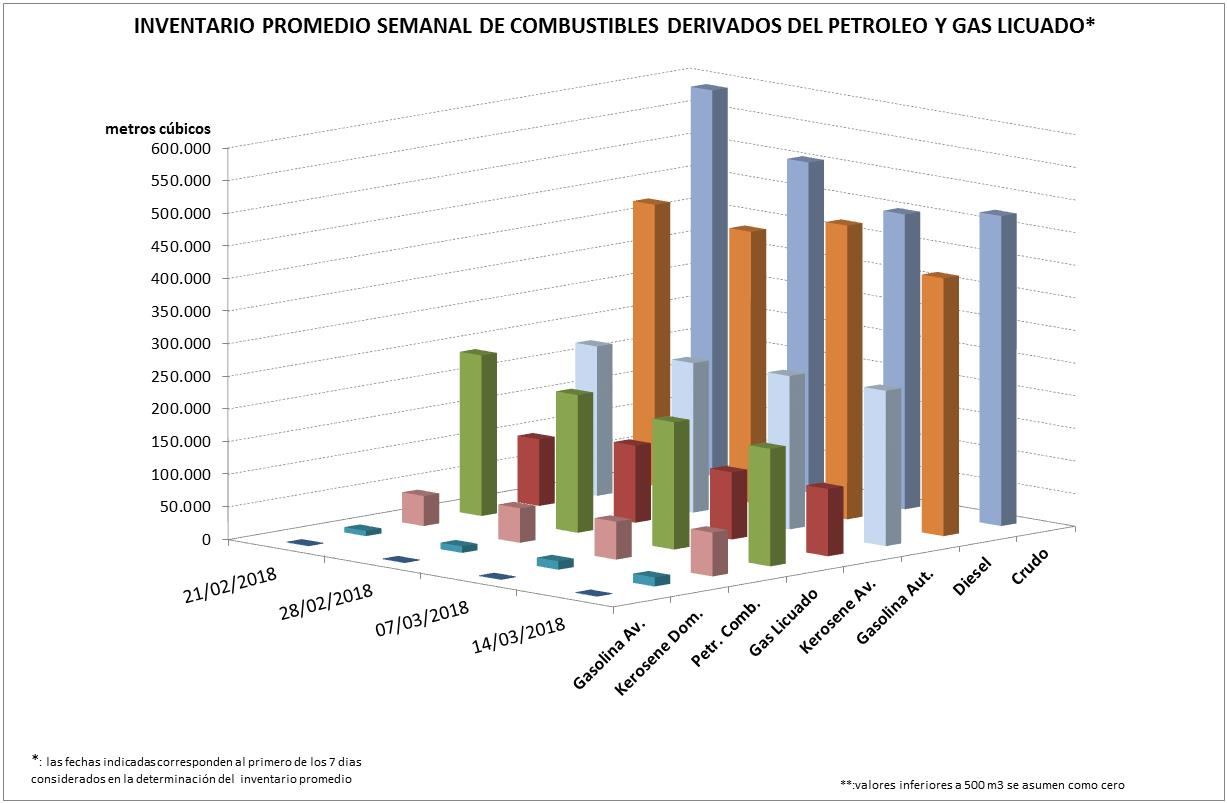 INVENTARIO PROMEDIO SEMANAL DE COMBUSTIBLES DERIVADOS DEL PETROLEO Y GAS LICUADO*
metros cúbicos
600.000
550.000
500.000
450.000
400.000
350.000
300.000
250.000
200.000
150.000
100.000
50.000
0
21/02/2018
28/02/2018
07/03/2018
14/03/2018
Gasolina Av.
Kerosene Dom.
Petr. Comb.
Gas Licuado
Kerosene Av.
Gasolina Aut.
Diesel
Crudo
*: las fechas indicadas corresponden al primero de los 7 dias
considerados en la determinación del inventario promedio
**:valores inferiores a 500 m3 se asumen como cero